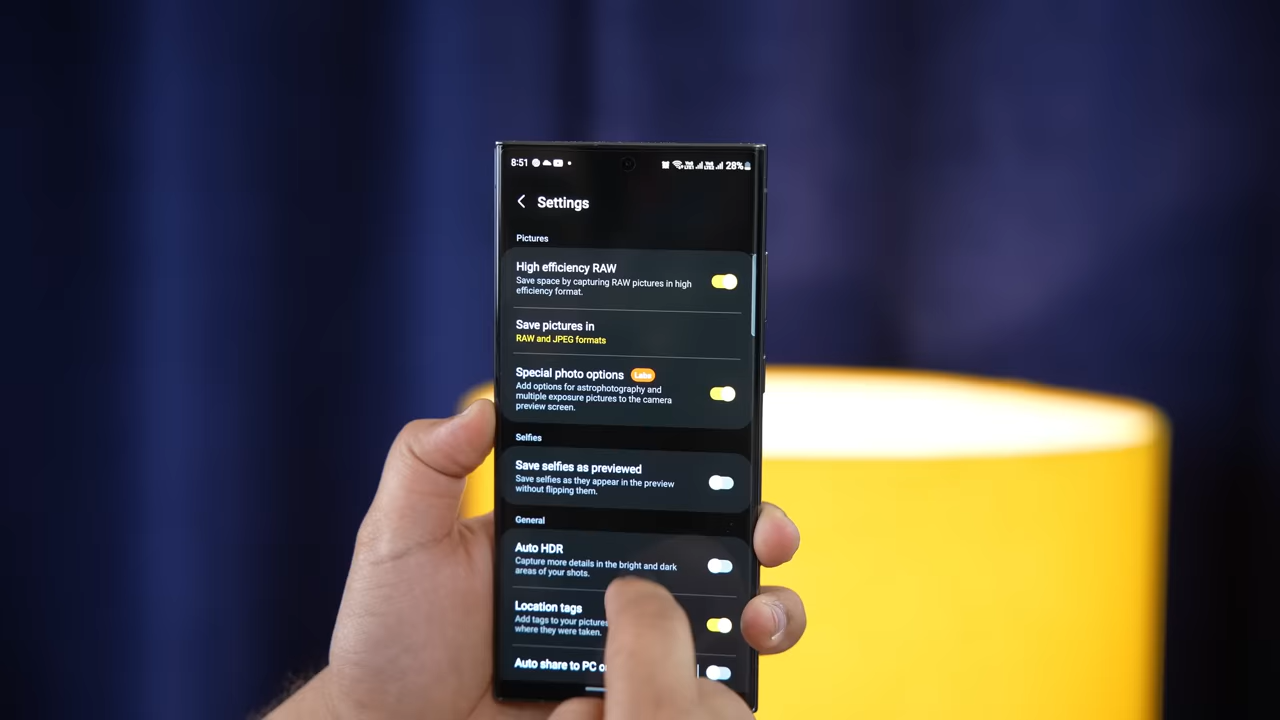 8:51
28%
Settings
Pictures
High efficiency RAW
Save space by capturing RAW pictures in high
efficiency format.
Save pictures in
RAW and JPEG formats
Special photo options Labs
Add options for astrophotography and
multiple exposure pictures to the camera
preview screen.
Selfies
Save selfies as previewed
Save selfies as they appear in the preview
without flipping them.
General
Auto HDR
Capture more details in the bright and dark
areas of your shots.
Location tags
Add tags to your pictures
where they were taken.
Auto share to PC